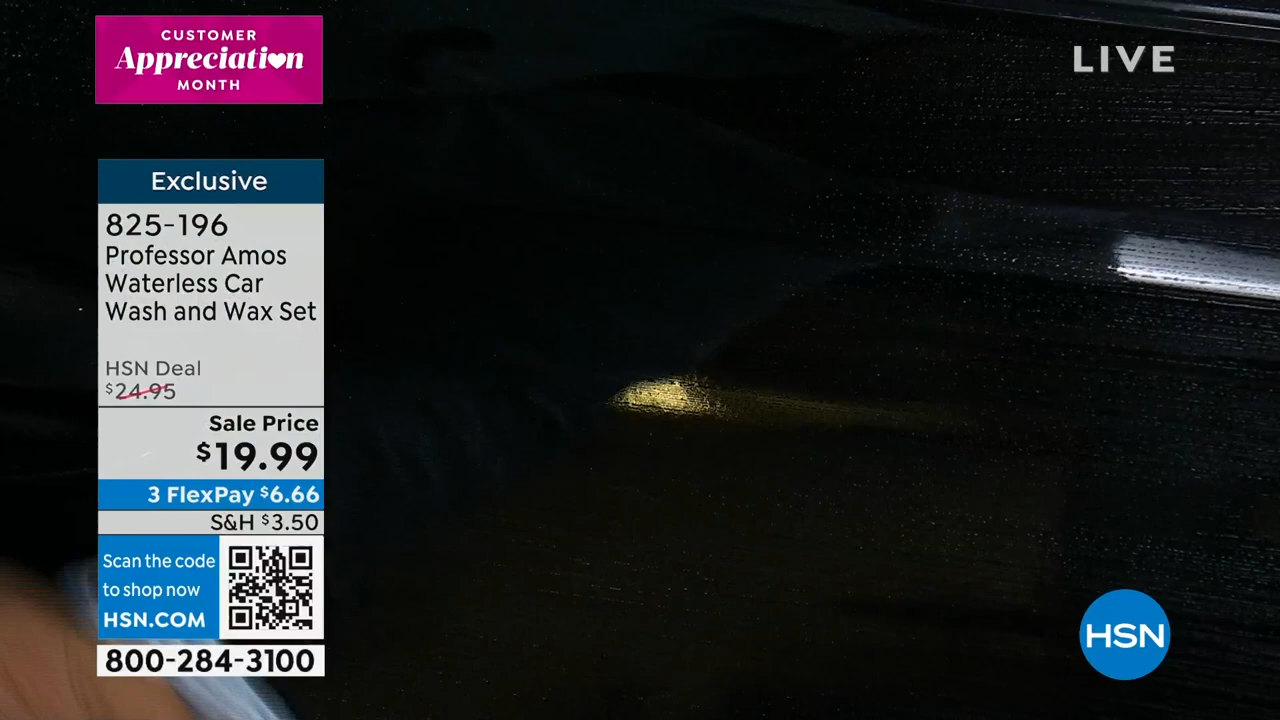 CUSTOMER
Appreciation
MONTH
LIVE
Exclusive
825-196
Professor Amos
Waterless Car
Wash and Wax Set
HSN Deal
$24.95
Sale Price
$19.99
3 FlexPay $6.66
S&H $3.50
Scan the code
to shop now
HSN.COM
800-284-3100
HSN